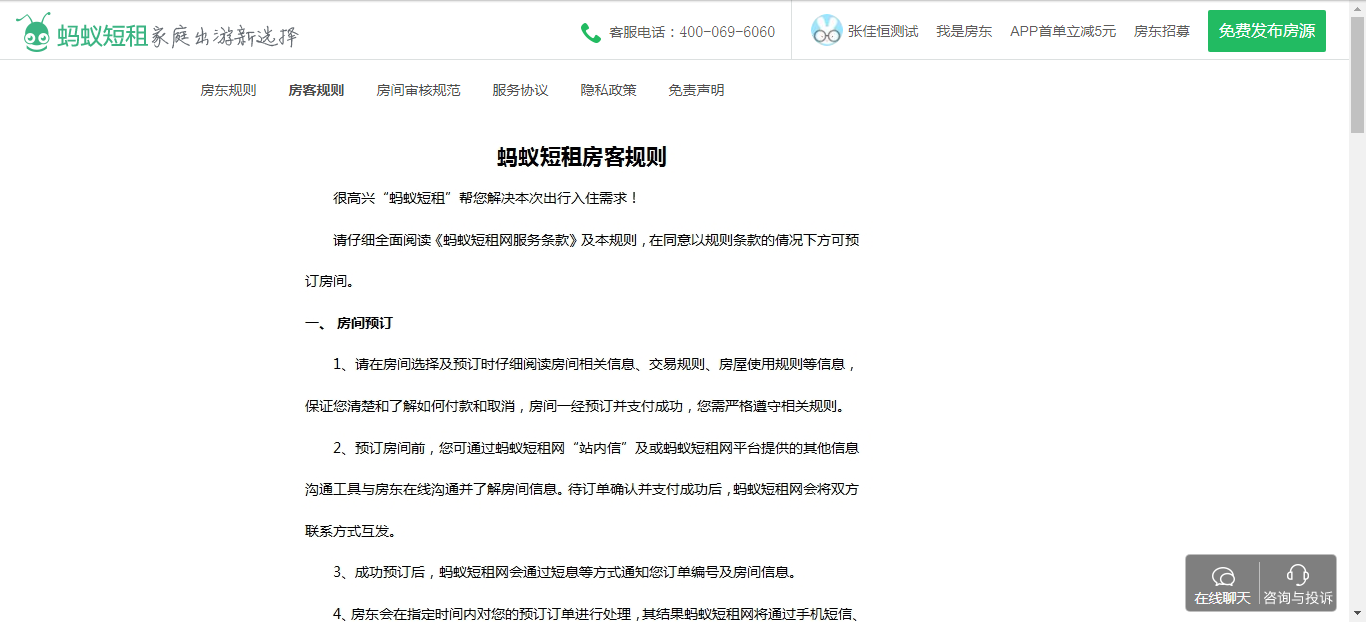 蚂蚁短租家庭出游新选择
客服电话：400-069-6060
张佳恒测试 我是房东 APP首单立减5元 房东招募 免费发布房源
房东规则 房客规则 房间审核规范 服务协议 隐私政策 免责声明
蚂蚁短租房客规则
很高兴“蚂蚁短租”帮您解决本次出行入住需求！
请仔细全面阅读《蚂蚁短租网服务条款》及本规则，在同意以规则条款的情况下方可预
订房间。
一、 房间预订
1、请在房间选择及预订时仔细阅读房间相关信息、交易规则、房屋使用规则等信息，
保证您清楚和了解如何付款和取消，房间一经预订并支付成功，您需严格遵守相关规则。
2、预订房间前，您可通过蚂蚁短租网“站内信”及或蚂蚁短租网平台提供的其他信息
沟通工具与房东在线沟通并了解房间信息。待订单确认并支付成功后，蚂蚁短租网会将双方
联系方式互发。
3、成功预订后，蚂蚁短租网会通过短息等方式通知您订单编号及房间信息。
4、房东会在指定时间内对您的预订订单进行处理，其结果蚂蚁短租网将通过手机短信、
在线聊天 咨询与投诉